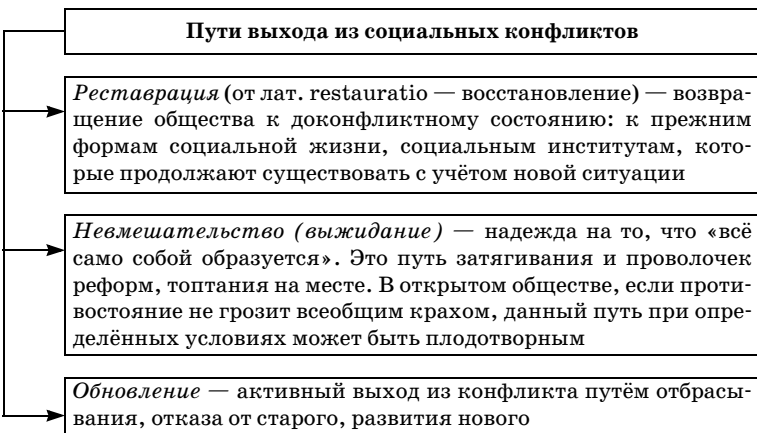 Пути выхода из социальных конфликтов
Реставрация (от лат. restauratio — восстановление) — возвра-
щение общества к доконфликтному состоянию: к прежним
формам социальной жизни, социальным институтам, кото-
рые продолжают существовать с учётом новой ситуации
Невмешательство (выжидание) — надежда на то, что «всё
само собой образуется». Это путь затягивания и проволочек
реформ, топтания на месте. В открытом обществе, если проти-
востояние не грозит всеобщим крахом, данный путь при опре-
делённых условиях может быть плодотворным
Обновление — активный выход из конфликта путём отбрасы-
вания, отказа от старого, развития нового